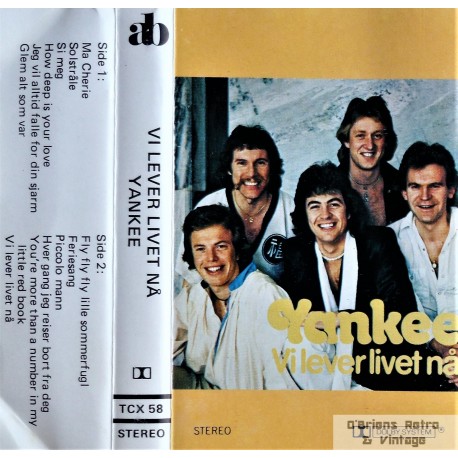 Side 1:
Ma Cherie
Solstråle
Si meg
How deep is your love
Jeg vil alltid falle for din sjarm
Glem alt som var
Side 2:
Fly fly fly lille sommerfugl
Feriesang
Piccolo mann
Hver gang jeg reiser bort fra deg
You're more than a number in my
little red book
Vi lever livet nå
ab
VI LEVER LIVET NÅ
YANKEE
TCX 58
STEREO
福
Yankee
Vi lever livet nå
STEREO
DOLBY SYSTEM
O'Briens Retro
& Vintage